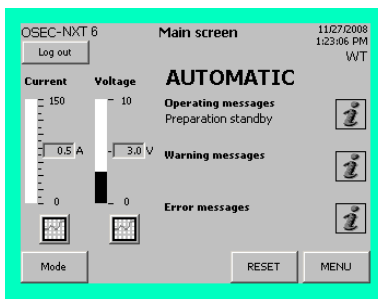 OSEC-NXT 6 Main screen 11/27/2008
1:23:06 PM
Log out WT
Current Voltage AUTOMATIC
150 10 Operating messages
Preparation standby
0.5 A 3.0 V Warning messages
0 0 Error messages
Mode RESET MENU